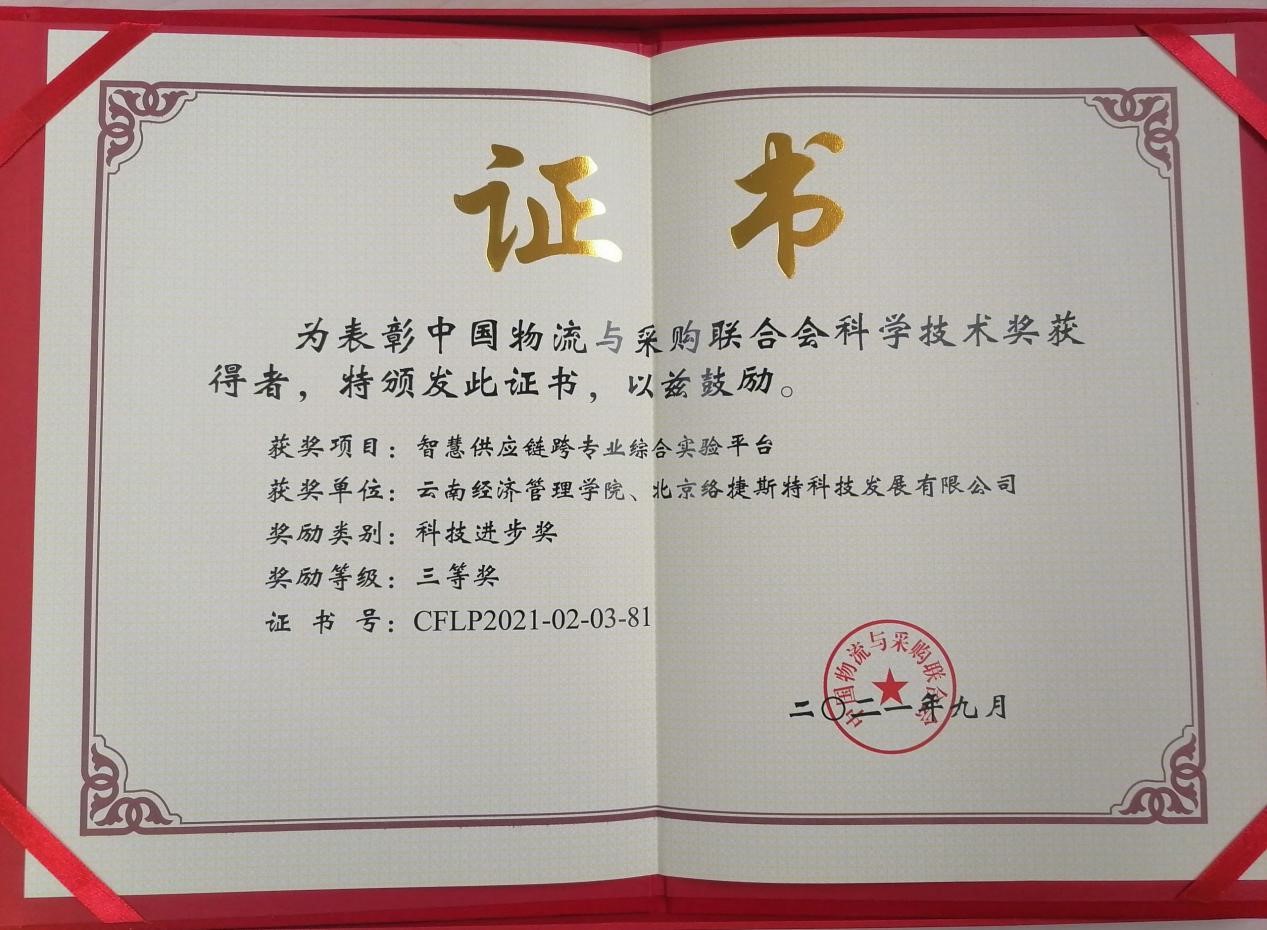 证 书
为表彰中国物流与采购联合会科学技术奖获
得者，特颁发此证书，以兹鼓励。
获奖项目：智慧供应链跨专业综合实验平台
获奖单位：云南经济管理学院、北京络捷斯特科技发展有限公司
奖励类别：科技进步奖
奖励等级：三等奖
证 书 号：CFLP2021-02-03-81
中国物流与采购联合会
二〇二一年九月